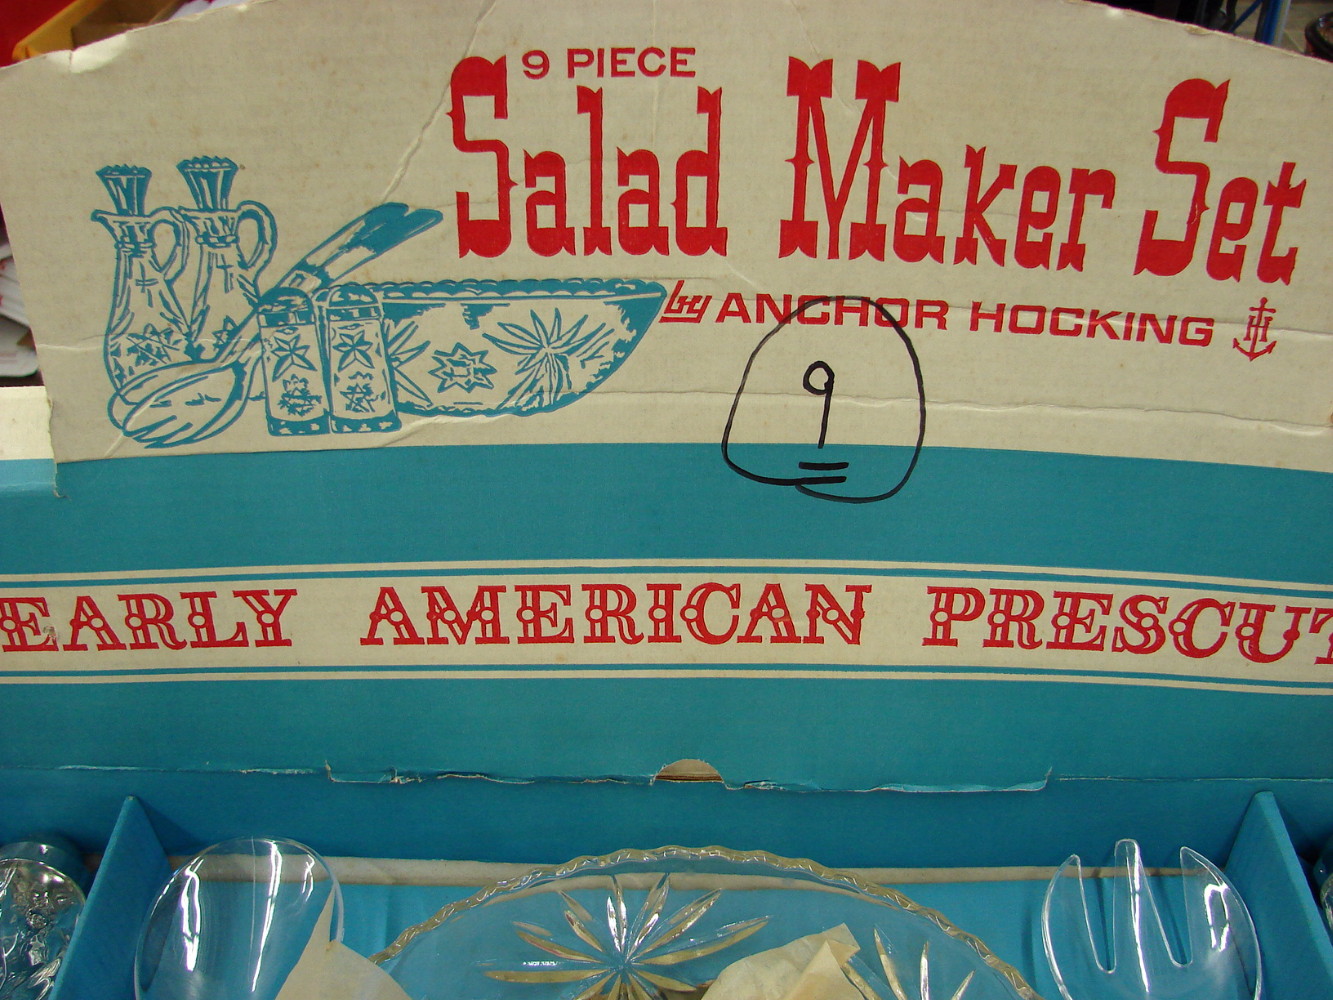 9 PIECE
Salad Maker Set
by ANCHOR HOCKING
9
EARLY AMERICAN PRESCUT